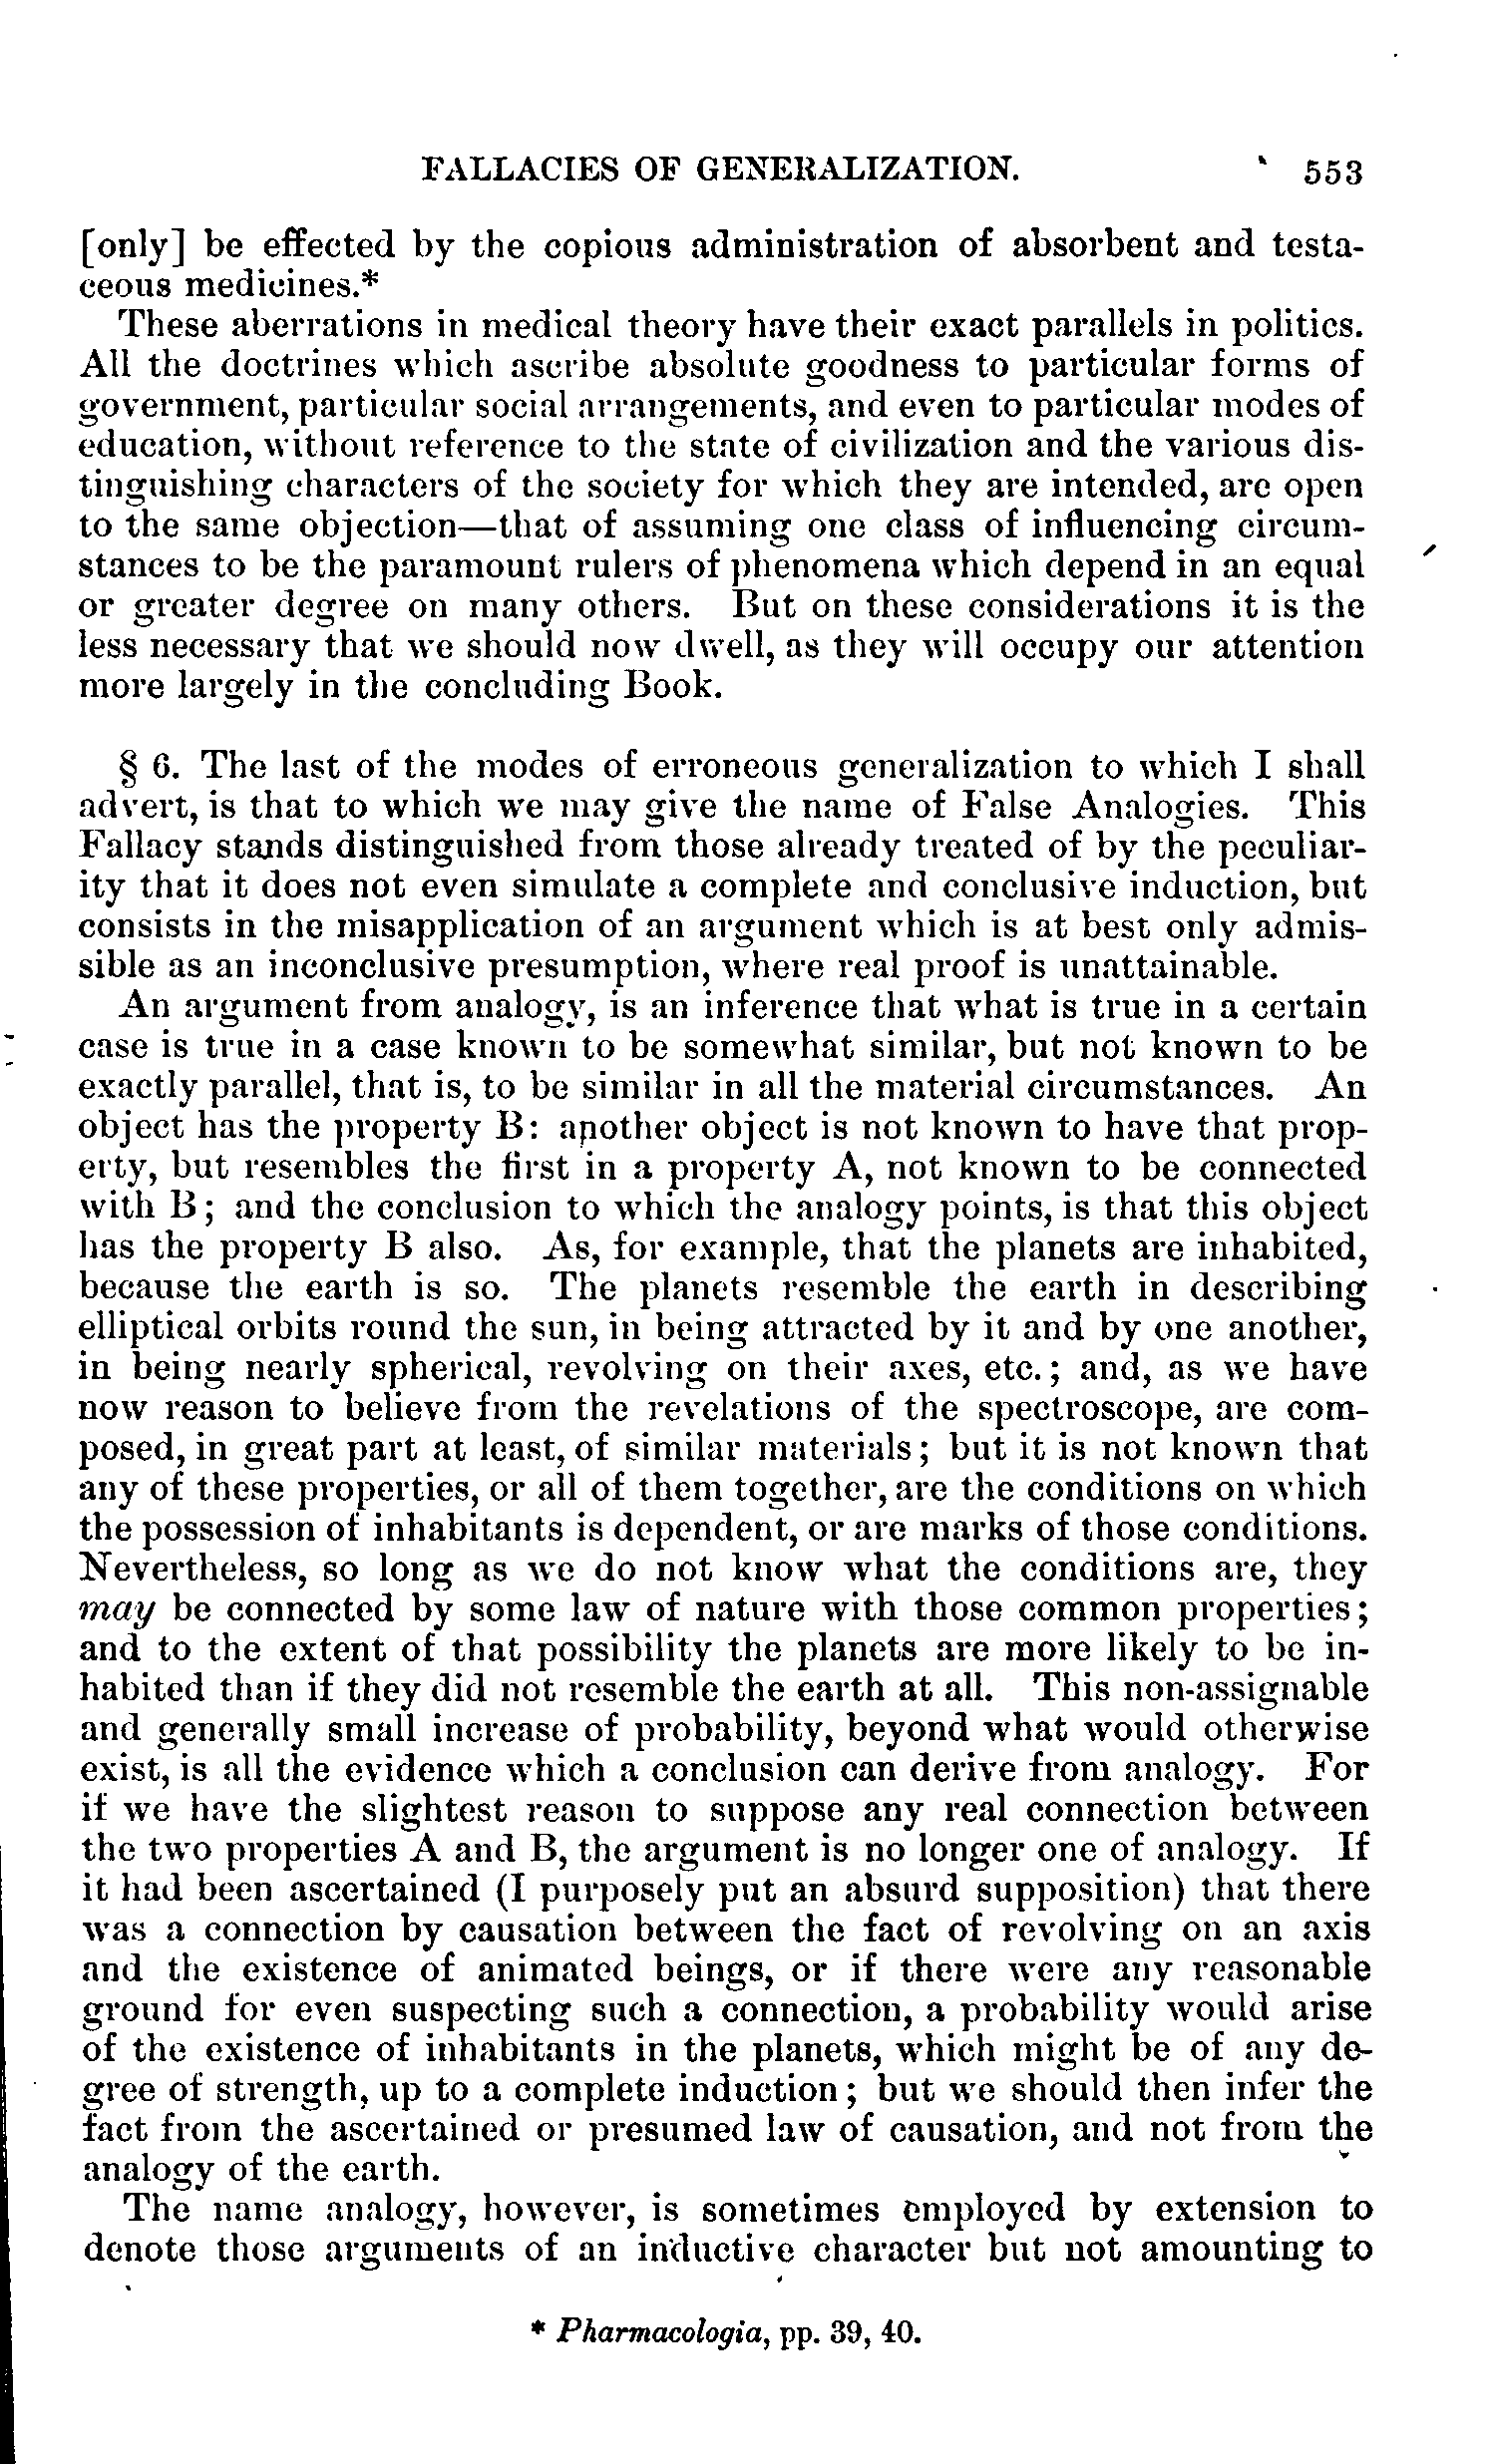 FALLACIES OF GENERALIZATION. 553
[only] be effected by the copious administration of absorbent and testa-
ceous medicines.*
These aberrations in medical theory have their exact parallels in politics.
All the doctrines which ascribe absolute goodness to particular forms of
government, particular social arrangements, and even to particular modes of
education, without reference to the state of civilization and the various dis-
tinguishing characters of the society for which they are intended, are open
to the same objection—that of assuming one class of influencing circum-
stances to be the paramount rulers of phenomena which depend in an equal
or greater degree on many others. But on these considerations it is the
less necessary that we should now dwell, as they will occupy our attention
more largely in the concluding Book.
§ 6. The last of the modes of erroneous generalization to which I shall
advert, is that to which we may give the name of False Analogies. This
Fallacy stands distinguished from those already treated of by the peculiar-
ity that it does not even simulate a complete and conclusive induction, but
consists in the misapplication of an argument which is at best only admis-
sible as an inconclusive presumption, where real proof is unattainable.
An argument from analogy, is an inference that what is true in a certain
case is true in a case known to be somewhat similar, but not known to be
exactly parallel, that is, to be similar in all the material circumstances. An
object has the property B: another object is not known to have that prop-
erty, but resembles the first in a property A, not known to be connected
with B; and the conclusion to which the analogy points, is that this object
has the property B also. As, for example, that the planets are inhabited,
because the earth is so. The planets resemble the earth in describing
elliptical orbits round the sun, in being attracted by it and by one another,
in being nearly spherical, revolving on their axes, etc.; and, as we have
now reason to believe from the revelations of the spectroscope, are com-
posed, in great part at least, of similar materials; but it is not known that
any of these properties, or all of them together, are the conditions on which
the possession of inhabitants is dependent, or are marks of those conditions.
Nevertheless, so long as we do not know what the conditions are, they
may be connected by some law of nature with those common properties;
and to the extent of that possibility the planets are more likely to be in-
habited than if they did not resemble the earth at all. This non-assignable
and generally small increase of probability, beyond what would otherwise
exist, is all the evidence which a conclusion can derive from analogy. For
if we have the slightest reason to suppose any real connection between
the two properties A and B, the argument is no longer one of analogy. If
it had been ascertained (I purposely put an absurd supposition) that there
was a connection by causation between the fact of revolving on an axis
and the existence of animated beings, or if there were any reasonable
ground for even suspecting such a connection, a probability would arise
of the existence of inhabitants in the planets, which might be of any de-
gree of strength, up to a complete induction; but we should then infer the
fact from the ascertained or presumed law of causation, and not from the
analogy of the earth.
The name analogy, however, is sometimes employed by extension to
denote those arguments of an inductive character but not amounting to
* Pharmacologia, pp. 39, 40.